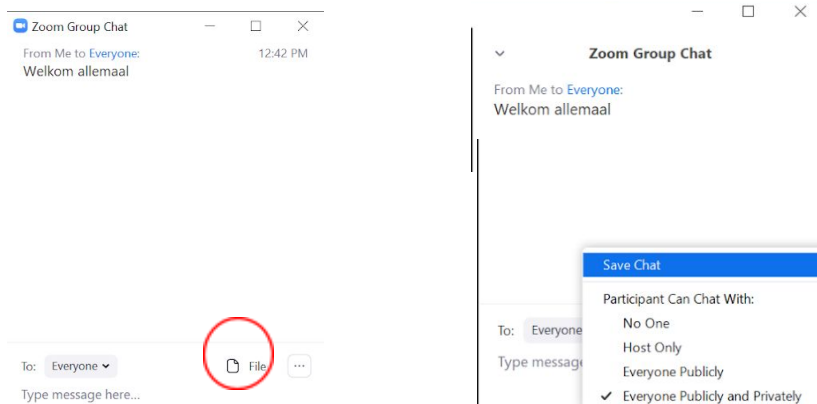 Zoom Group Chat
From Me to Everyone: 12:42 PM
Welkom allemaal
To: Everyone File ...
Type message here...
Zoom Group Chat
From Me to Everyone:
Welkom allemaal
Save Chat
Participant Can Chat With:
No One
Host Only
Everyone Publicly
Everyone Publicly and Privately
To: Everyone
Type message